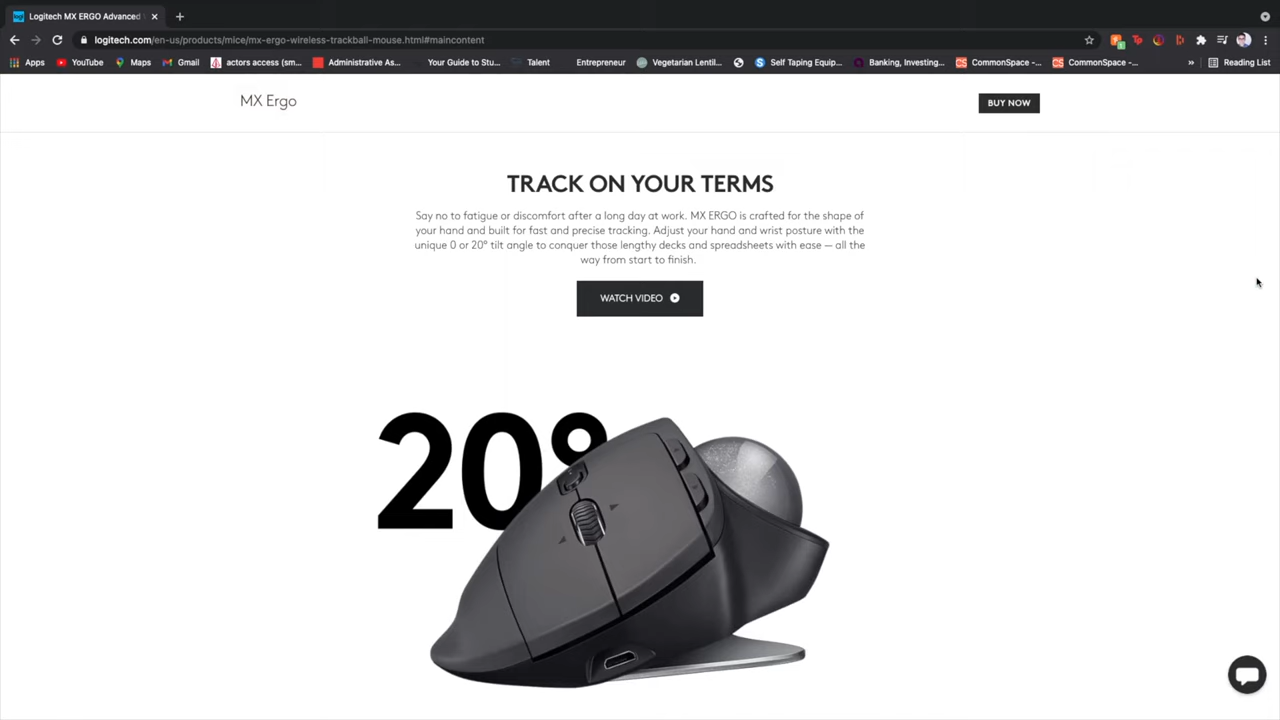 Logitech MX ERGO Advanced
logitech.com/en-us/products/mice/mx-ergo-wireless-trackball-mouse.html#maincontent
Apps YouTube Maps Gmail actors access (sm... Administrative As... Your Guide to Stu... Talent Entrepreneur Vegetarian Lentil... Self Taping Equip... Banking, Investing... CommonSpace -... CommonSpace -... » Reading List
MX Ergo
BUY NOW
TRACK ON YOUR TERMS
Say no to fatigue or discomfort after a long day at work. MX ERGO is crafted for the shape of
your hand and built for fast and precise tracking. Adjust your hand and wrist posture with the
unique 0 or 20° tilt angle to conquer those lengthy decks and spreadsheets with ease — all the
way from start to finish.
WATCH VIDEO
20°